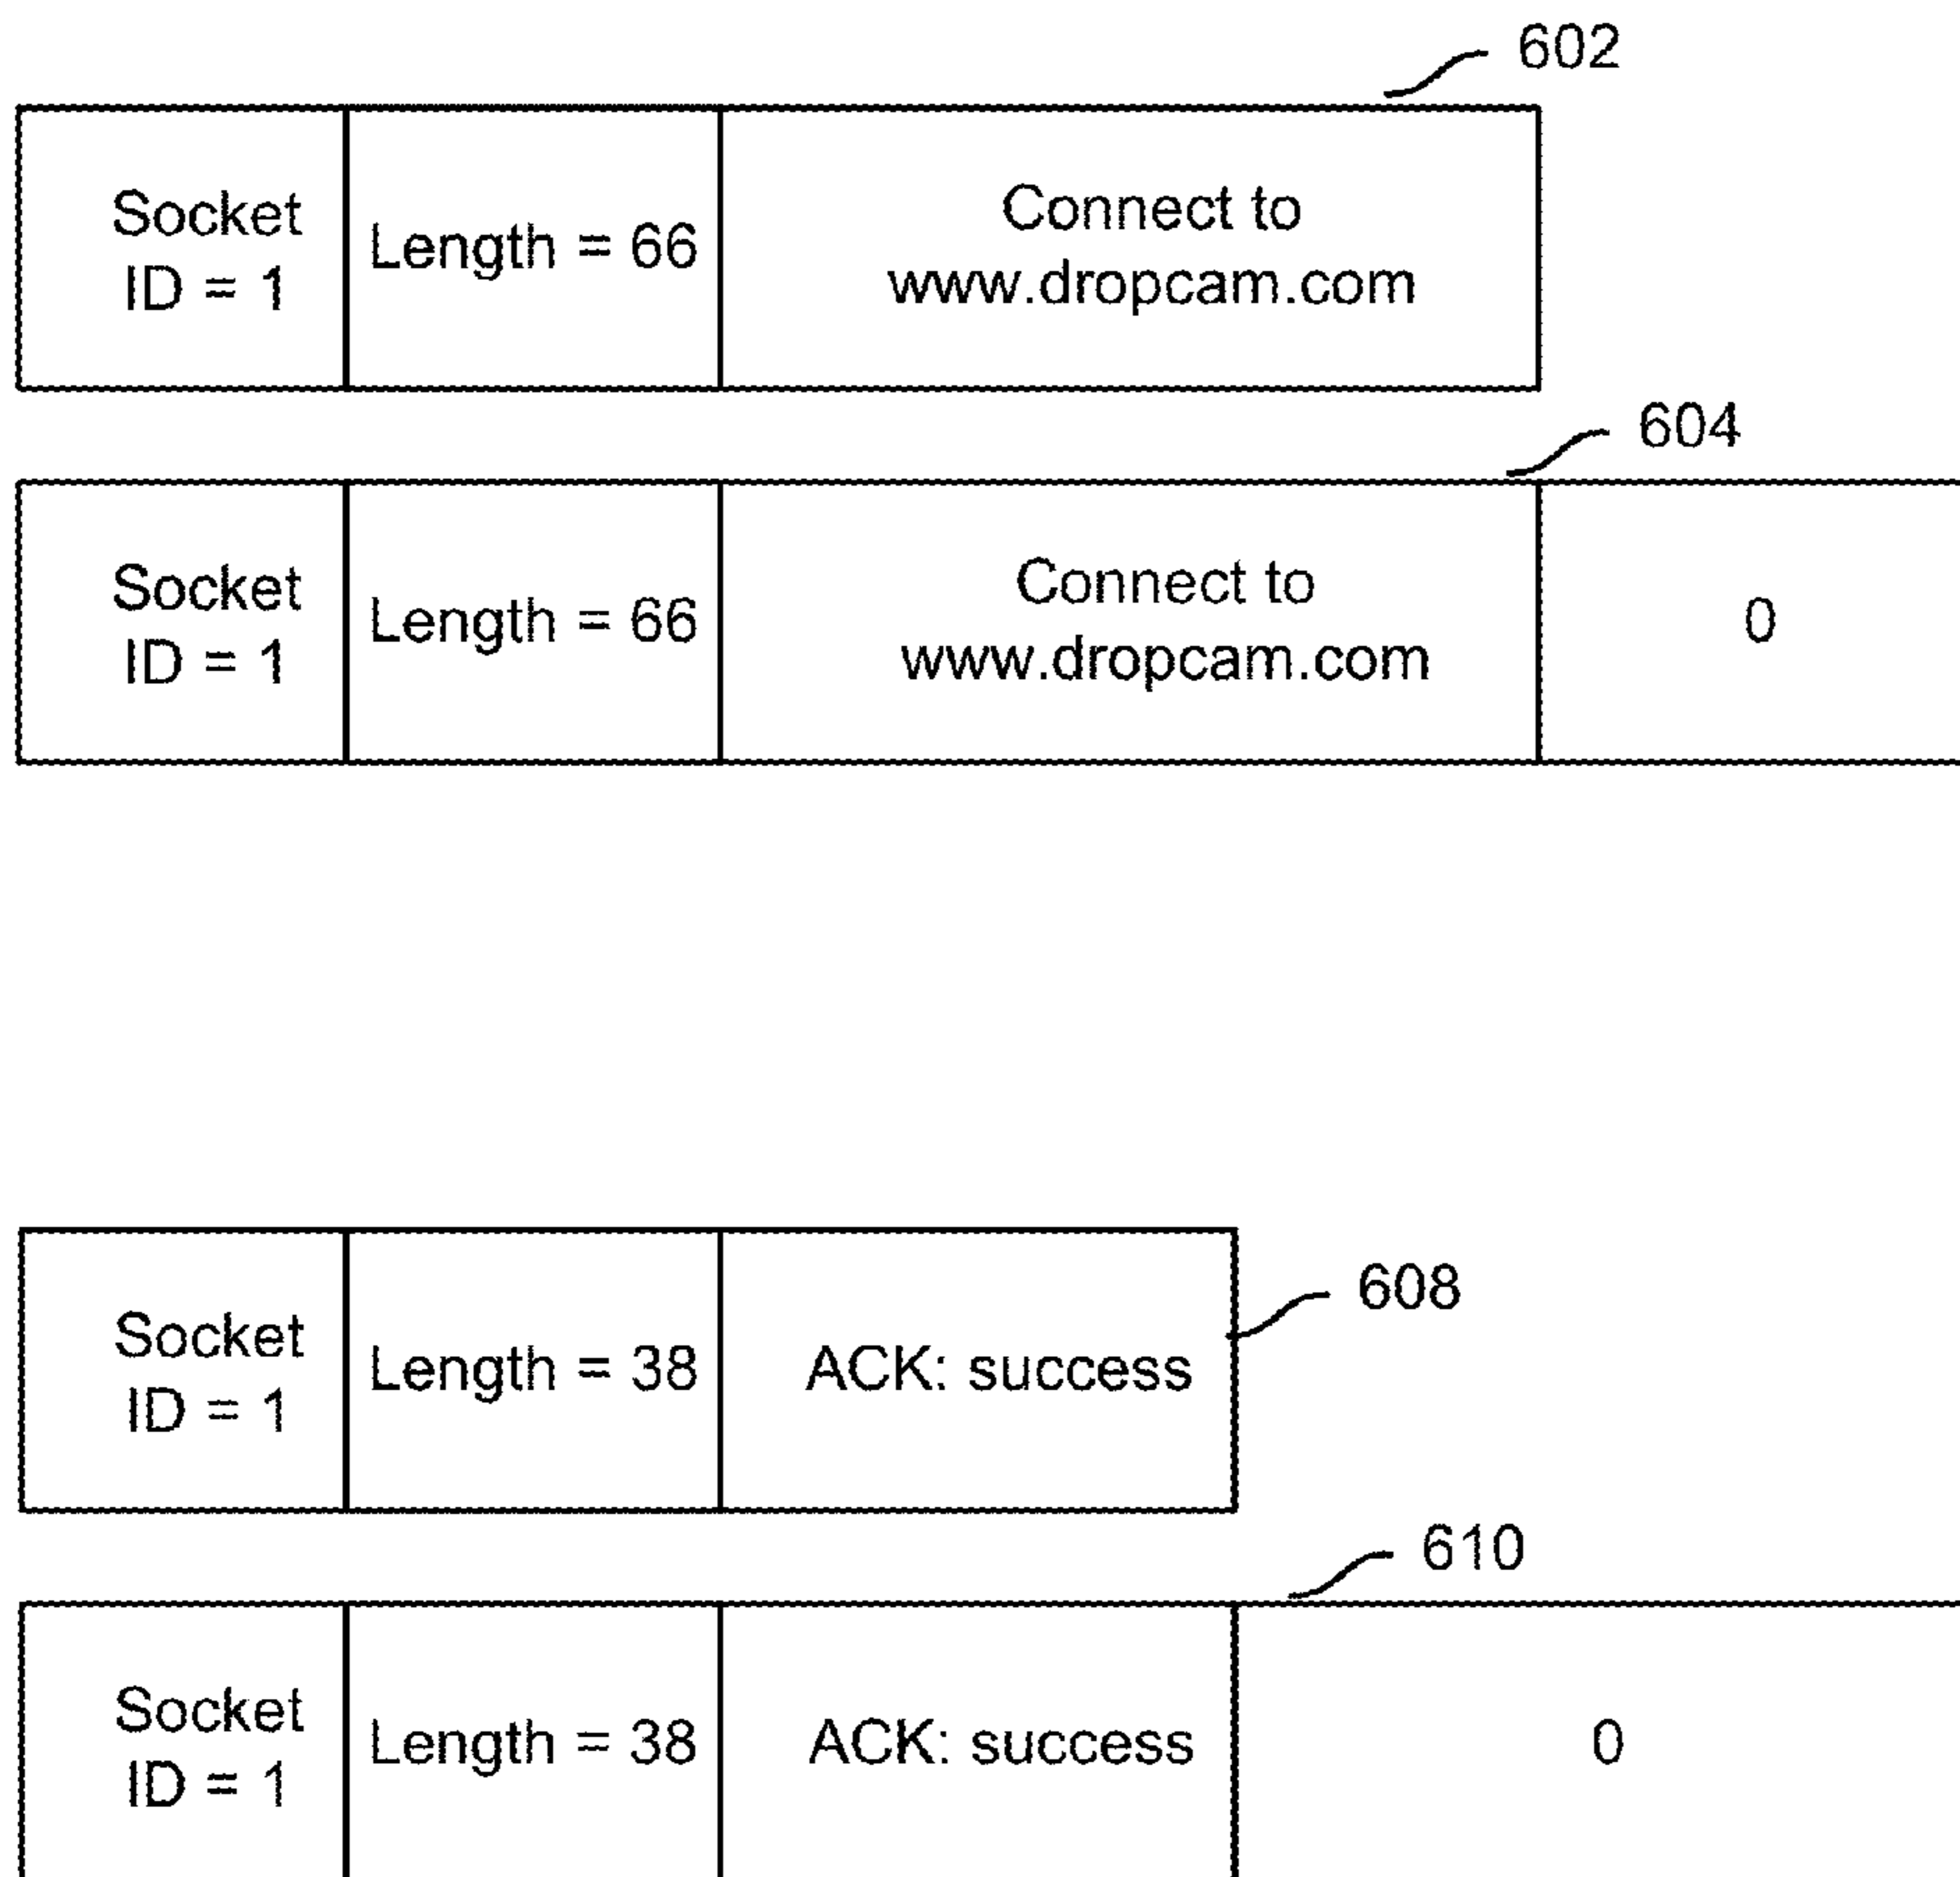 602
Socket
ID = 1
Length = 66
Connect to
www.dropcam.com
604
Socket
ID = 1
Length = 66
Connect to
www.dropcam.com
0
608
Socket
ID = 1
Length = 38
ACK: success
610
Socket
ID = 1
Length = 38
ACK: success
0